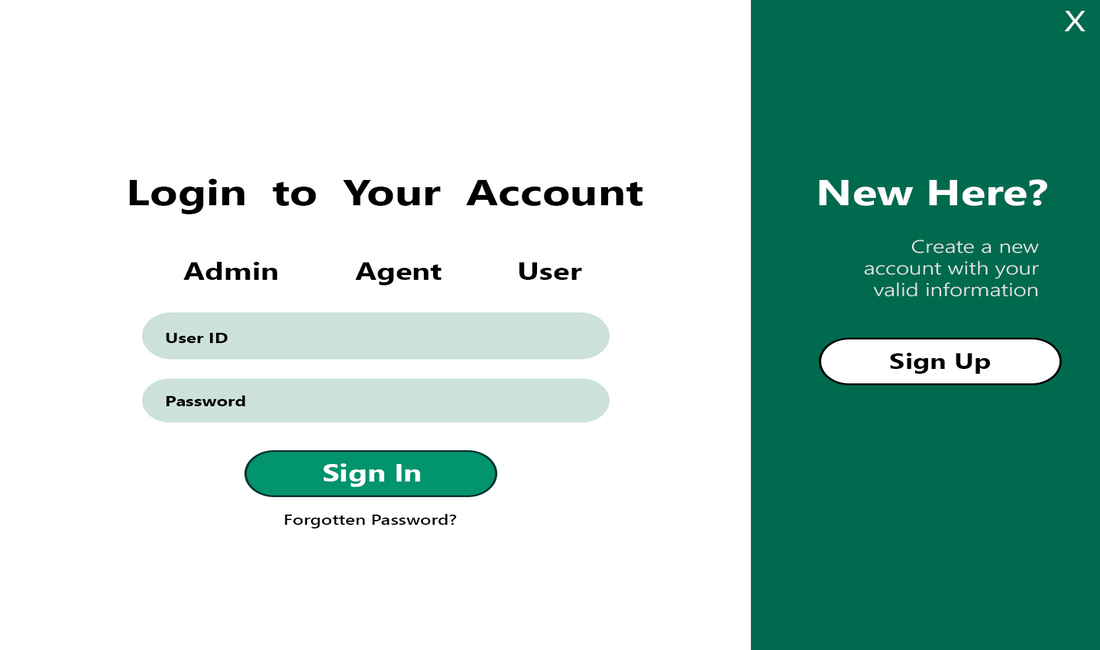 X
Login to Your Account
Admin Agent User
User ID
Password
Sign In
Forgotten Password?
New Here?
Create a new
account with your
valid information
Sign Up